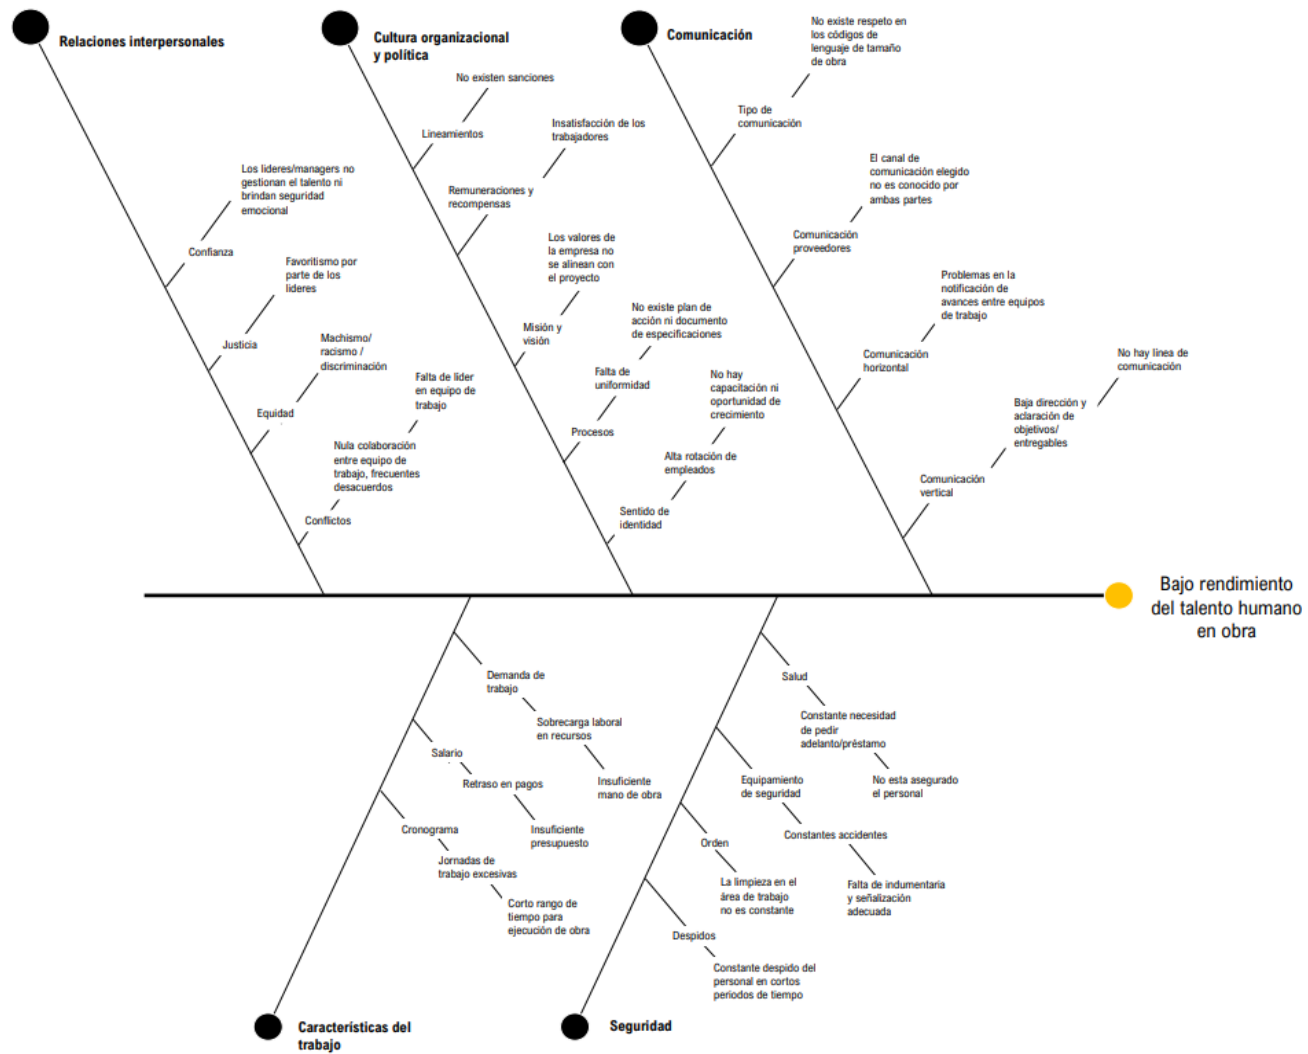 Relaciones interpersonales
Los lideres/managers no
gestionan el talento ni
brindan seguridad
emocional
Confianza
Favoritismo por
parte de los
lideres
Justicia
Machismo/
racismo /
discriminación
Equidad
Falta de líder
en equipo de
trabajo
Nula colaboración
entre equipo de
trabajo, frecuentes
desacuerdos
Conflictos
Cultura organizacional
y política
No existen sanciones
Lineamientos
Insatisfacción de los
trabajadores
Remuneraciones y
recompensas
Los valores de
la empresa no
se alinean con
el proyecto
Misión y
visión
No existe plan de
acción ni documento
de especificaciones
Falta de
uniformidad
Procesos
No hay
capacitación ni
oportunidad de
crecimiento
Alta rotación de
empleados
Sentido de
identidad
Comunicación
No existe respeto en
los códigos de
lenguaje de tamaño
de obra
Tipo de
comunicación
El canal de
comunicación elegido
no es conocido por
ambas partes
Comunicación
proveedores
Problemas en la
notificación de
avances entre equipos
de trabajo
Comunicación
horizontal
No hay línea de
comunicación
Baja dirección y
aclaración de
objetivos/
entregables
Comunicación
vertical
Bajo rendimiento
del talento humano
en obra
Demanda de
trabajo
Sobrecarga laboral
en recursos
Insuficiente
mano de obra
Salario
Retraso en pagos
Insuficiente
presupuesto
Cronograma
Jornadas de
trabajo excesivas
Corto rango de
tiempo para
ejecución de obra
Características del
trabajo
Salud
Constante necesidad
de pedir
adelanto/préstamo
No esta asegurado
el personal
Equipamiento
de seguridad
Constantes accidentes
Falta de indumentaria
y señalización
adecuada
Orden
La limpieza en el
área de trabajo
no es constante
Despidos
Constante despido del
personal en cortos
periodos de tiempo
Seguridad